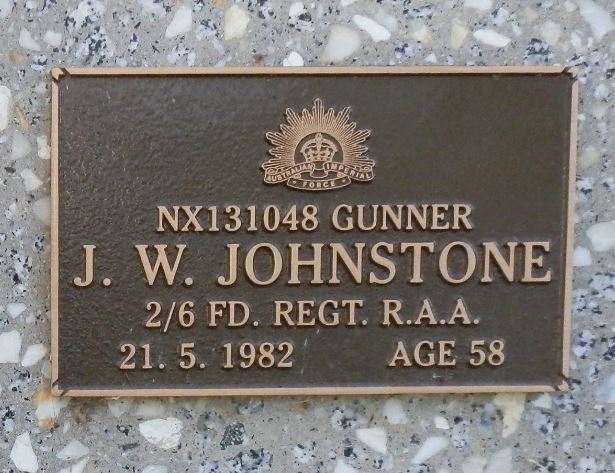 AUSTRALIAN IMPERIAL
FORCE
NX131048 GUNNER
J. W. JOHNSTONE
2/6 FD. REGT. R.A.A.
21. 5. 1982 AGE 58